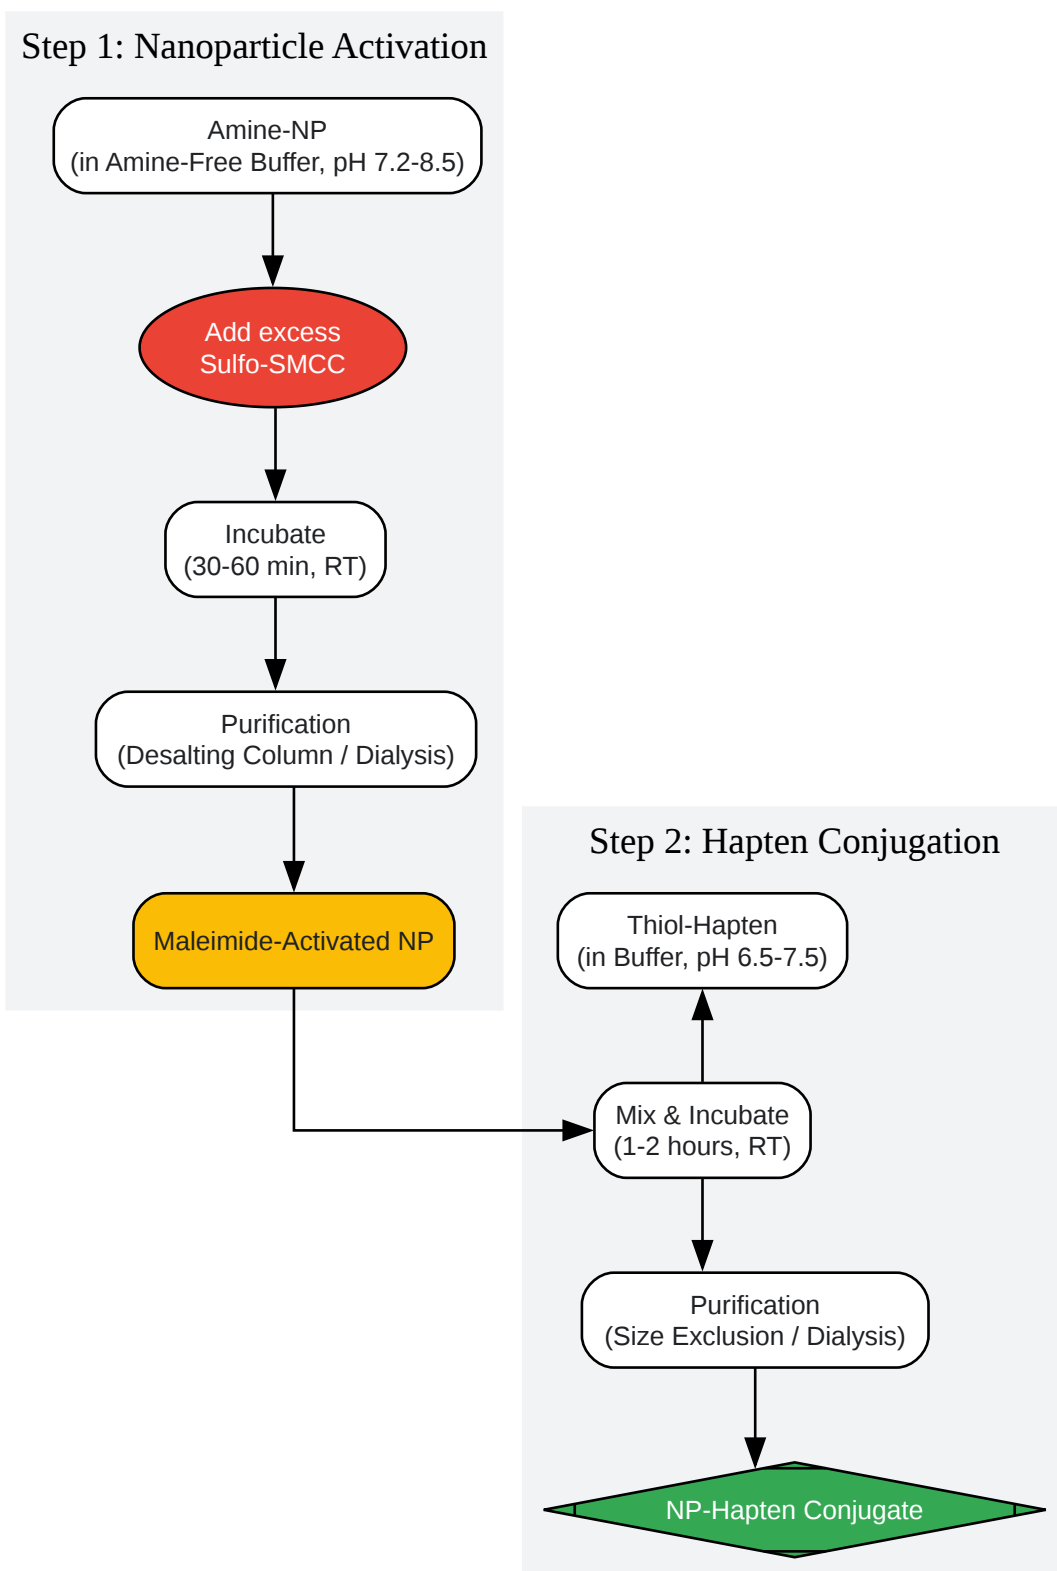 Step 1: Nanoparticle Activation
Amine-NP
(in Amine-Free Buffer, pH 7.2-8.5)
Add excess
Sulfo-SMCC
Incubate
(30-60 min, RT)
Purification
(Desalting Column / Dialysis)
Maleimide-Activated NP
Step 2: Hapten Conjugation
Thiol-Hapten
(in Buffer, pH 6.5-7.5)
Mix & Incubate
(1-2 hours, RT)
Purification
(Size Exclusion / Dialysis)
NP-Hapten Conjugate